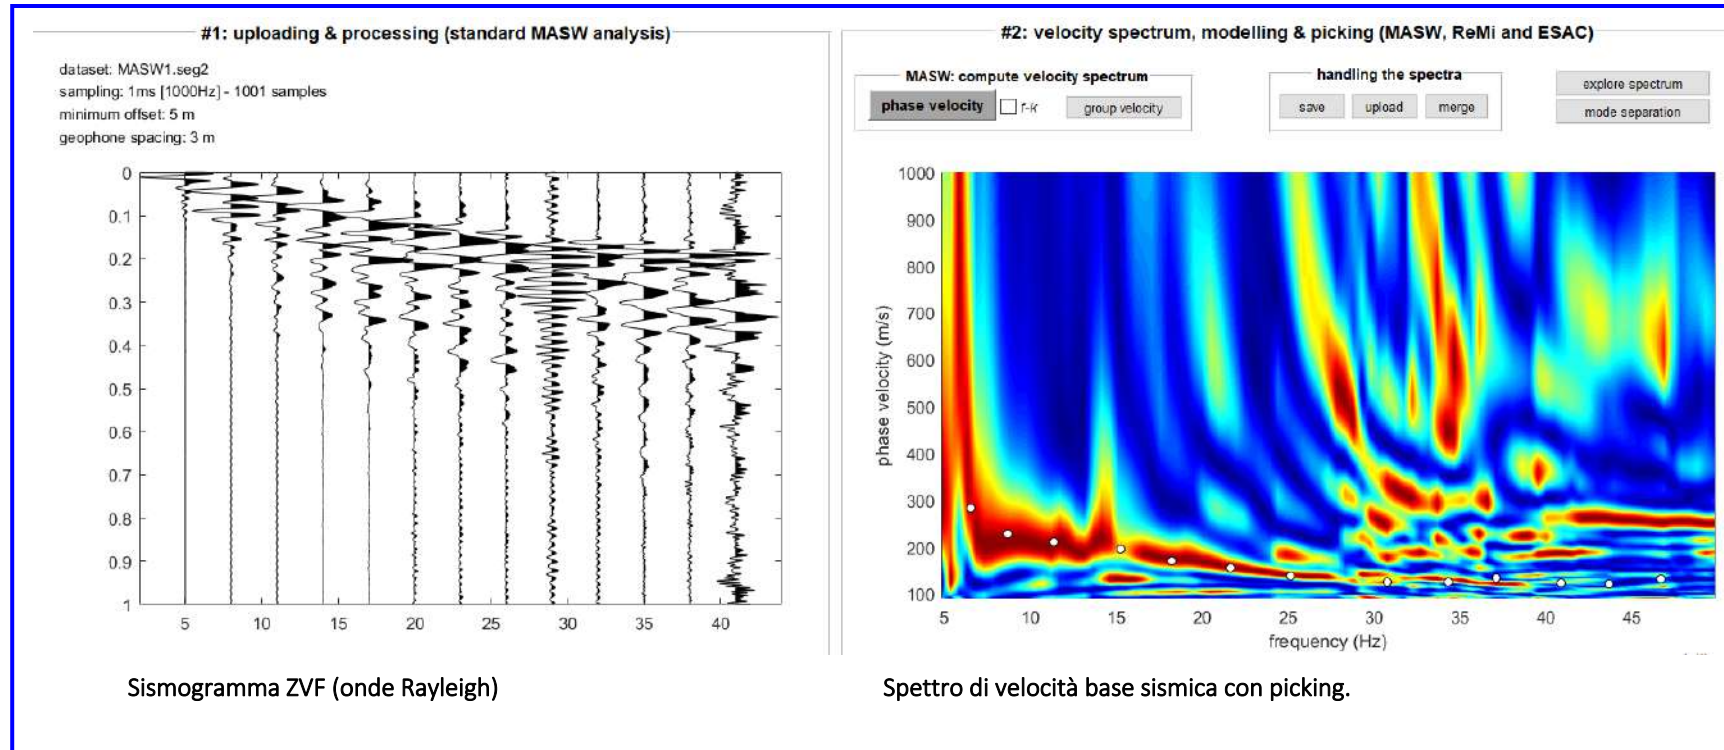 #1: uploading & processing (standard MASW analysis)
dataset: MASW1.seg2
sampling: 1ms [1000Hz] - 1001 samples
minimum offset: 5 m
geophone spacing: 3 m
0
0.1
0.2
0.3
0.4
0.5
0.6
0.7
0.8
0.9
1
5 10 15 20 25 30 35 40
Sismogramma ZVF (onde Rayleigh)
#2: velocity spectrum, modelling & picking (MASW, ReMi and ESAC)
MASW: compute velocity spectrum
phase velocity f-k group velocity
handling the spectra
save upload merge
explore spectrum
mode separation
phase velocity (m/s)
1000
900
800
700
600
500
400
300
200
100
5 10 15 20 25 30 35 40 45
frequency (Hz)
Spettro di velocità base sismica con picking.